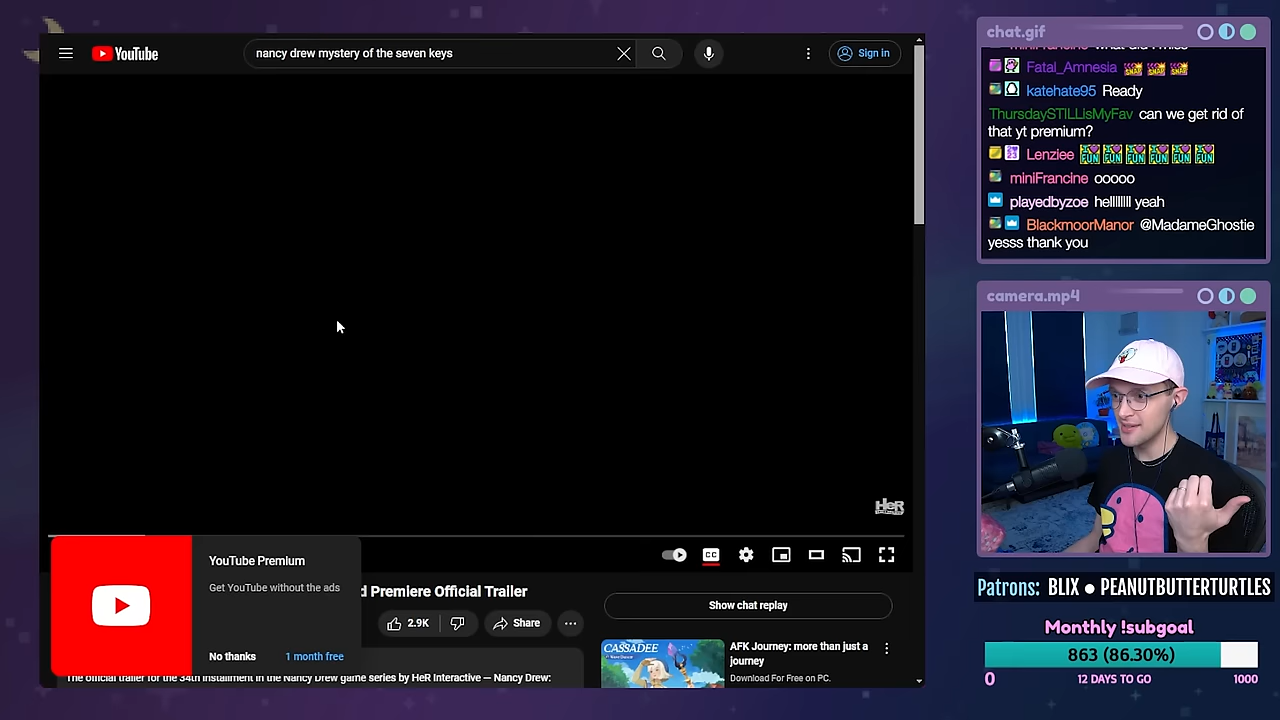 YouTube
nancy drew mystery of the seven keys
Sign in
HeR
CC
YouTube Premium
Get YouTube without the ads
No thanks
1 month free
d Premiere Official Trailer
2.9K
Share
The official trailer for the 34th installment in the Nancy Drew game series by HeR Interactive – Nancy Drew:
Show chat replay
CASSADEE
AFK Journey: more than just a
journey
Download For Free on PC.
chat.gif
Fatal_Amnesia
katehate95 Ready
ThursdaySTILLisMyFav can we get rid of
that yt premium?
Lenziee
miniFrancine ooooo
playedbyzoe hellllllll yeah
BlackmoorManor @MadameGhostie
yesss thank you
camera.mp4
Patrons: BLIX ● PEANUTBUTTERTURTLES
Monthly !subgoal
863 (86.30%)
0
12 DAYS TO GO
1000